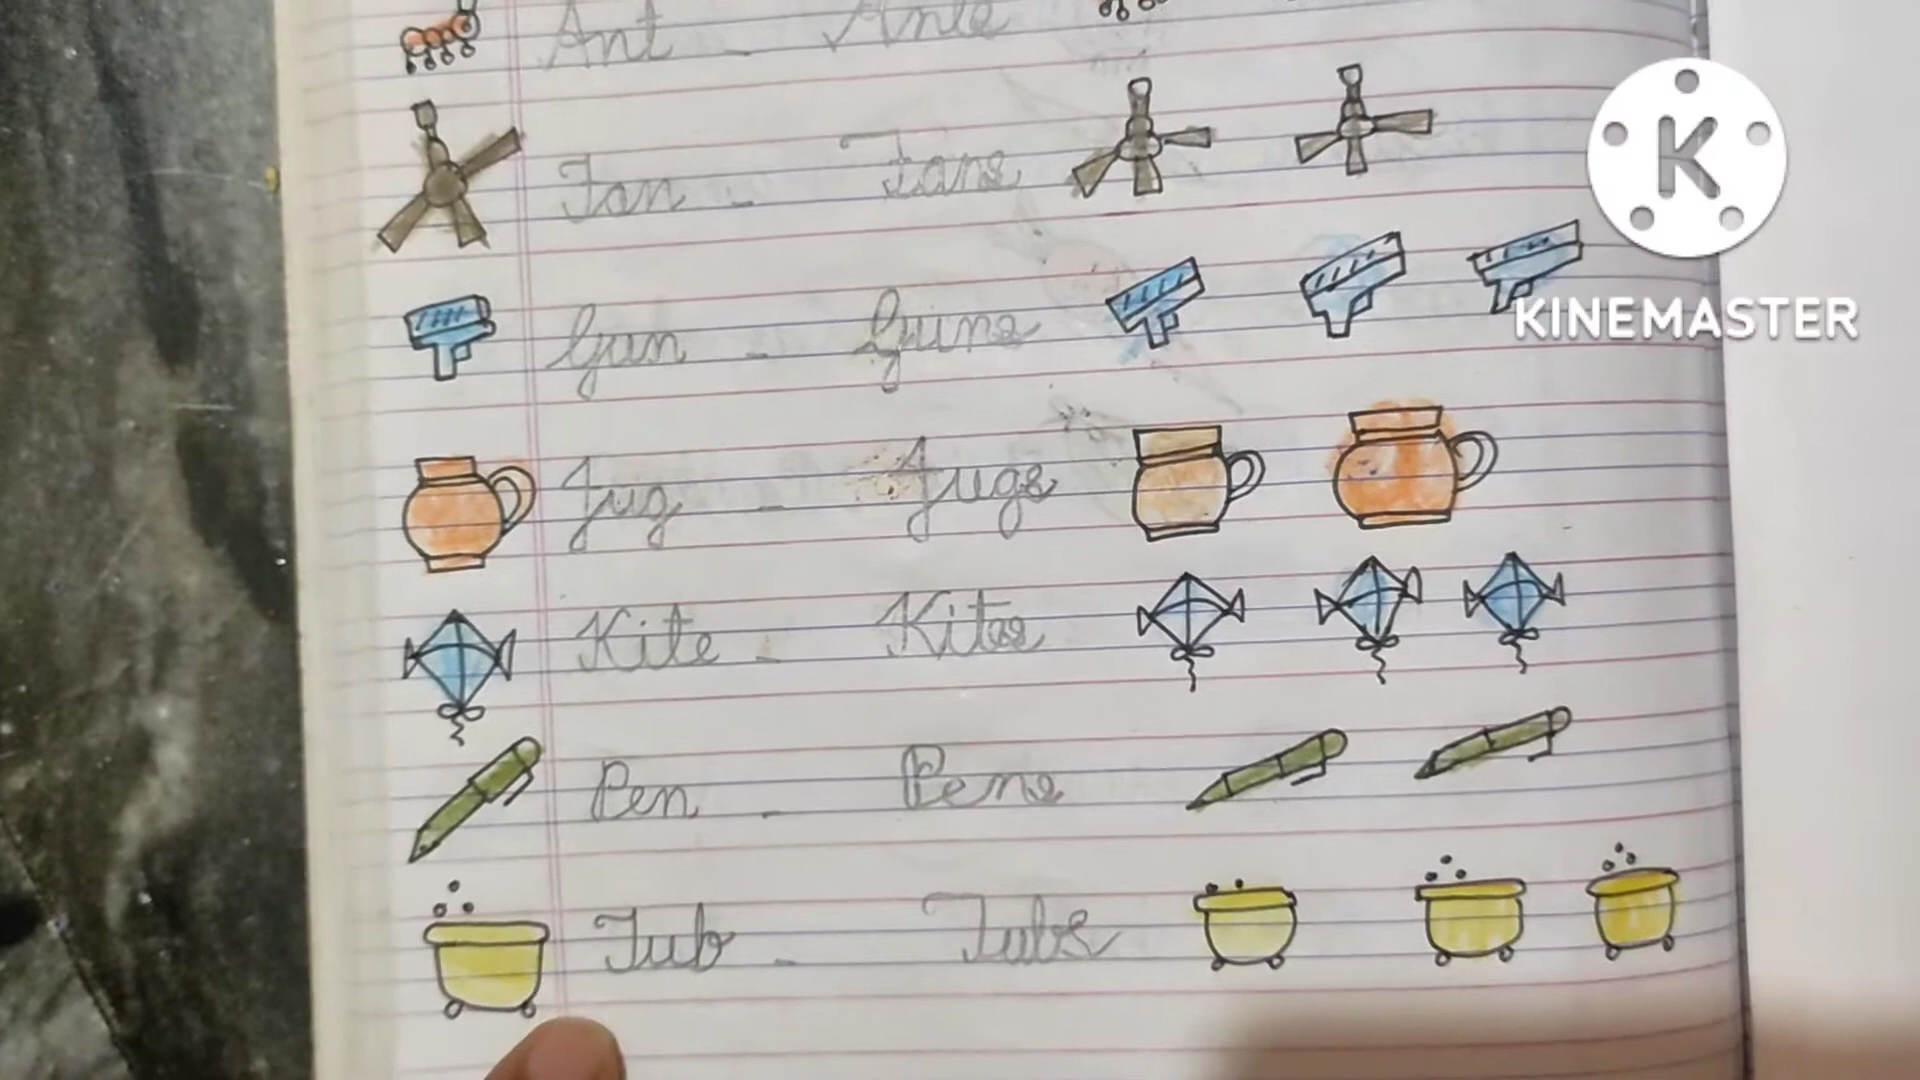 Ant - Ants
Fan - Fans
K
Gun - Guns
KINEMASTER
Jug - Jugs
Kite - Kites
Pen - Pens
Tub - Tubs